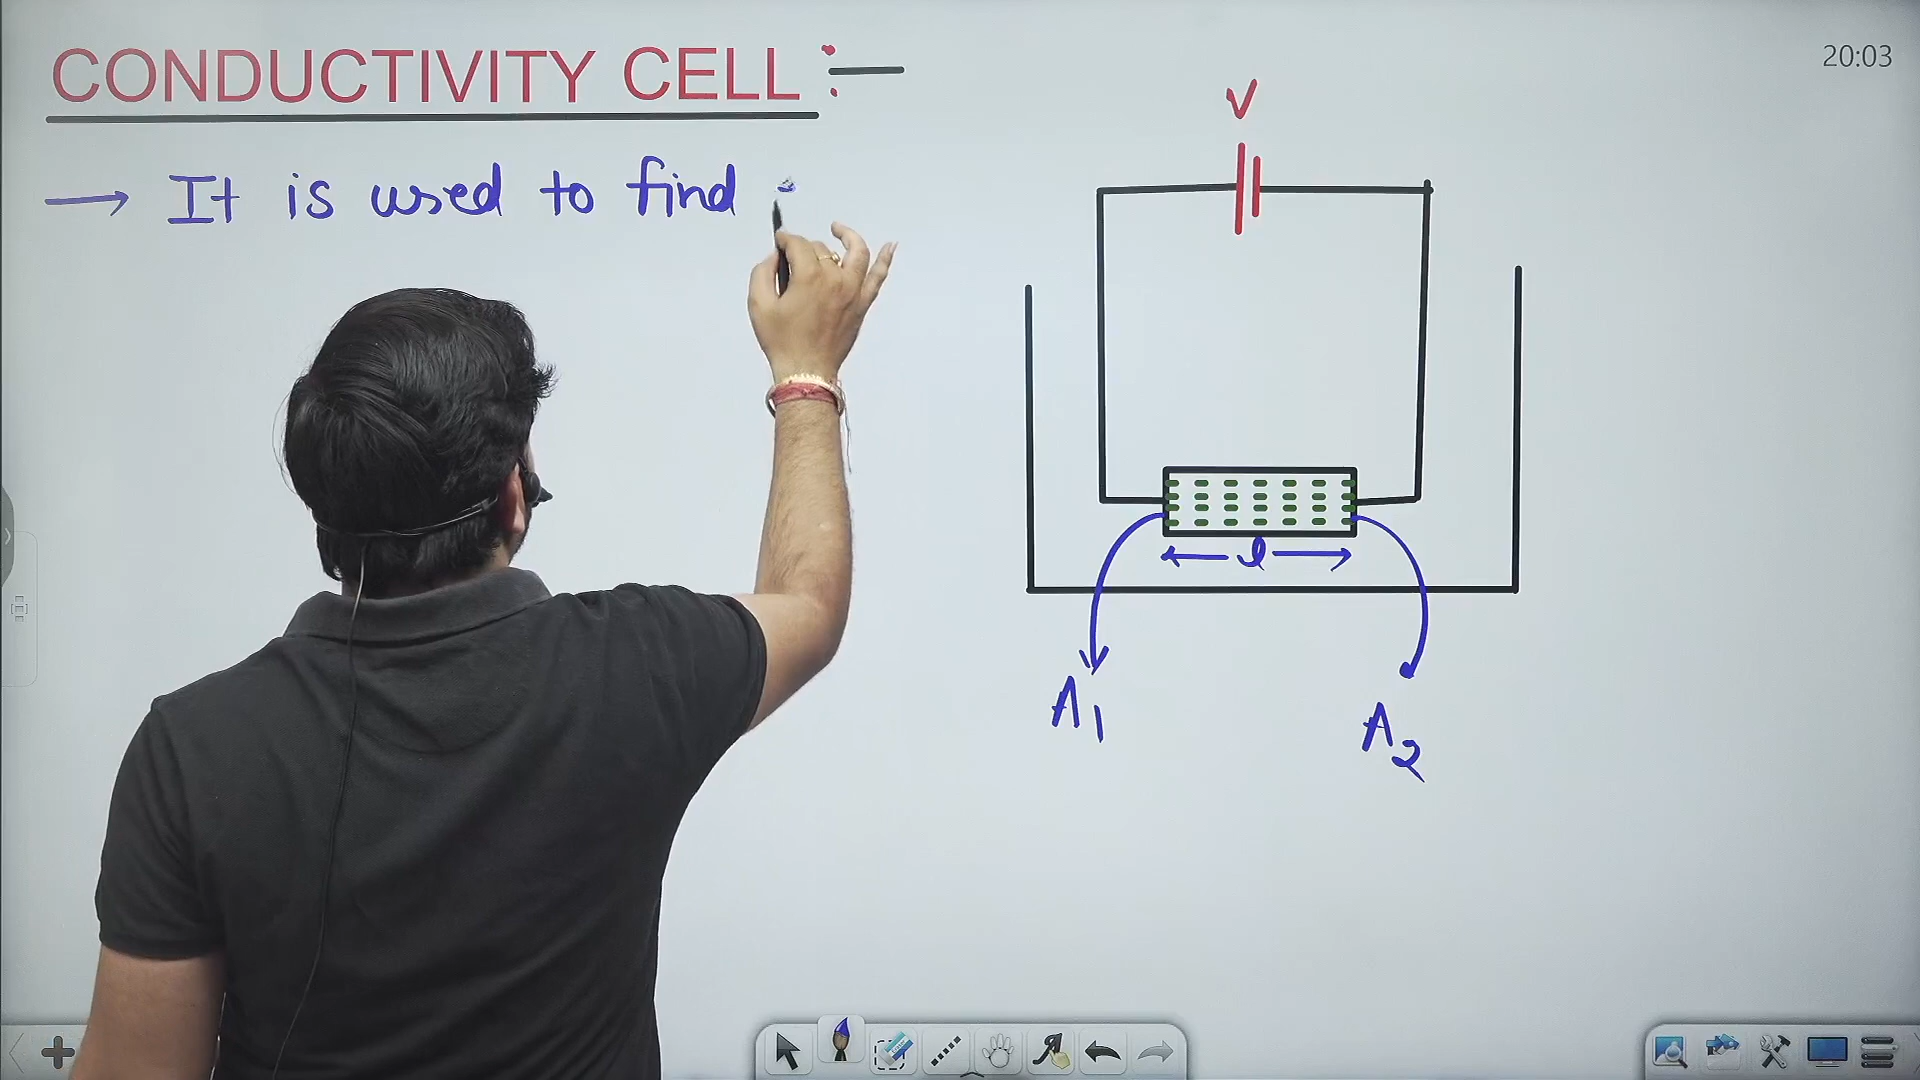 CONDUCTIVITY CELL :-
20:03
→ It is used to find
V
← l →
A1
A2